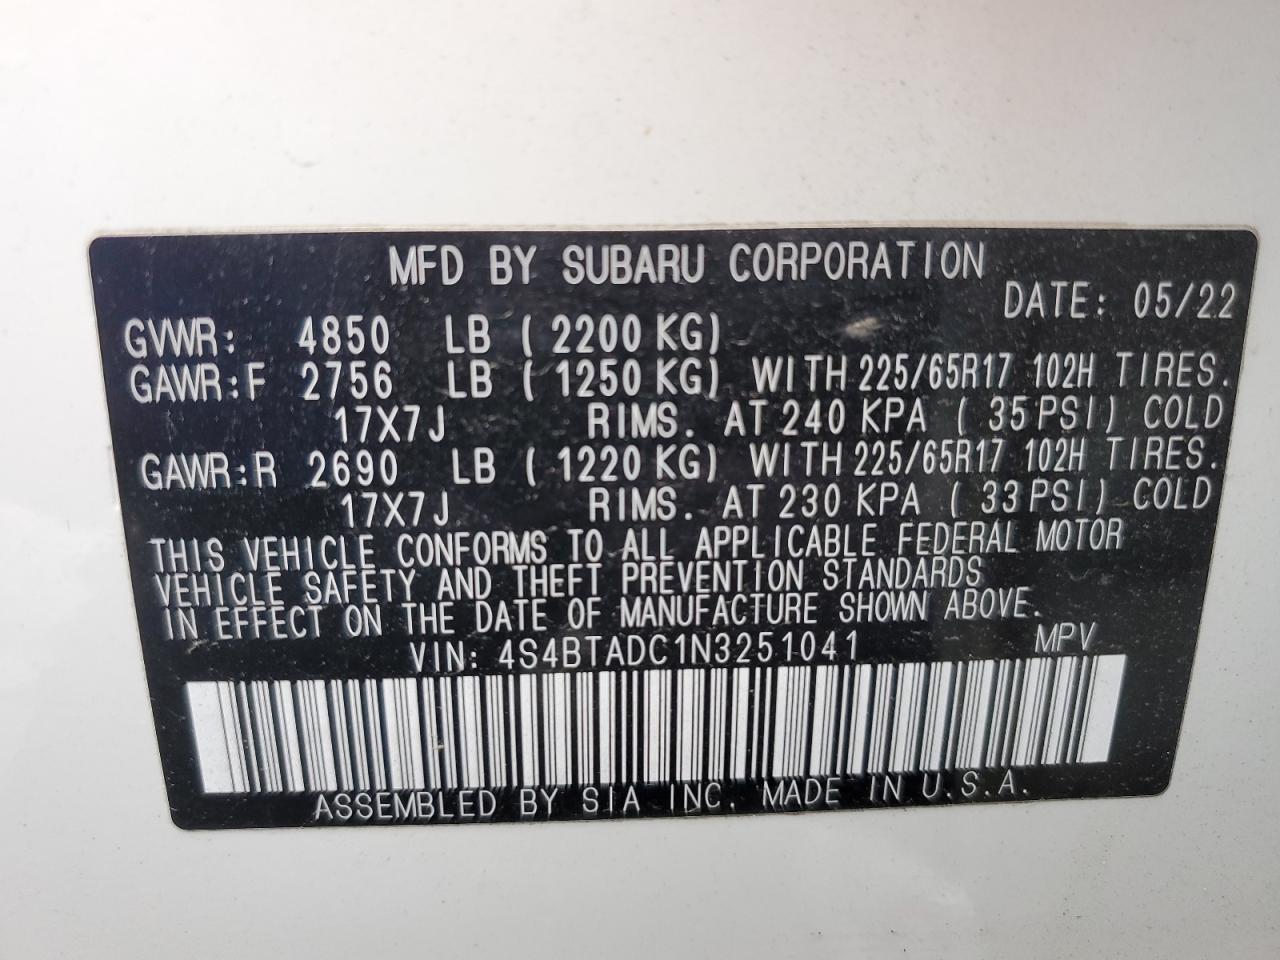 MFD BY SUBARU CORPORATION
DATE: 05/22
GVWR: 4850 LB ( 2200 KG)
GAWR:F 2756 LB ( 1250 KG) WITH 225/65R17 102H TIRES.
17X7J RIMS. AT 240 KPA ( 35 PSI) COLD
GAWR:R 2690 LB ( 1220 KG) WITH 225/65R17 102H TIRES.
17X7J RIMS. AT 230 KPA ( 33 PSI) COLD
THIS VEHICLE CONFORMS TO ALL APPLICABLE FEDERAL MOTOR
VEHICLE SAFETY AND THEFT PREVENTION STANDARDS
IN EFFECT ON THE DATE OF MANUFACTURE SHOWN ABOVE.
VIN: 4S4BTADC1N3251041 MPV
ASSEMBLED BY SIA INC. MADE IN U.S.A.